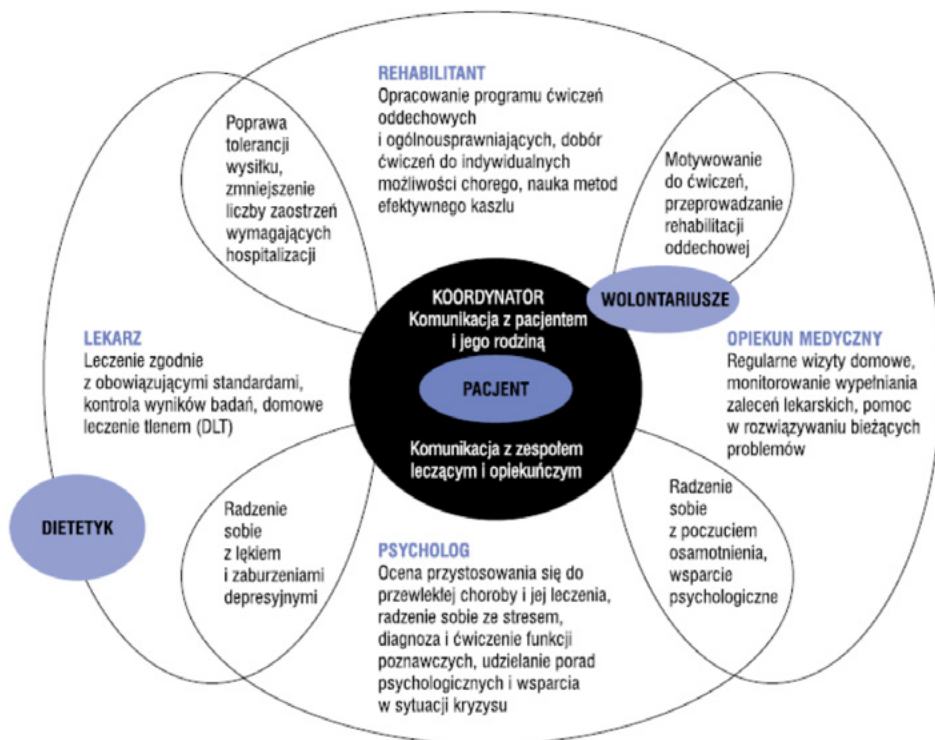 REHABILITANT
Opracowanie programu ćwiczeń
oddechowych
i ogólnousprawniających, dobór
ćwiczeń do indywidualnych
możliwości chorego, nauka metod
efektywnego kaszlu
Poprawa
tolerancji
wysiłku,
zmniejszenie
liczby zaostrzeń
wymagających
hospitalizacji
Motywowanie
do ćwiczeń,
przeprowadzanie
rehabilitacji
oddechowej
KOORDYNATOR
Komunikacja z pacjentem
i jego rodziną
WOLONTARIUSZE
PACJENT
Komunikacja z zespołem
leczącym i opiekuńczym
LEKARZ
Leczenie zgodnie
z obowiązującymi standardami,
kontrola wyników badań, domowe
leczenie tlenem (DLT)
OPIEKUN MEDYCZNY
Regularne wizyty domowe,
monitorowanie wypełniania
zaleceń lekarskich, pomoc
w rozwiązywaniu bieżących
problemów
DIETETYK
Radzenie
sobie
z lękiem
i zaburzeniami
depresyjnymi
PSYCHOLOG
Ocena przystosowania się do
przewlekłej choroby i jej leczenia,
radzenie sobie ze stresem,
diagnoza i ćwiczenie funkcji
poznawczych, udzielanie porad
psychologicznych i wsparcia
w sytuacji kryzysu
Radzenie
sobie
z poczuciem
osamotnienia,
wsparcie
psychologiczne